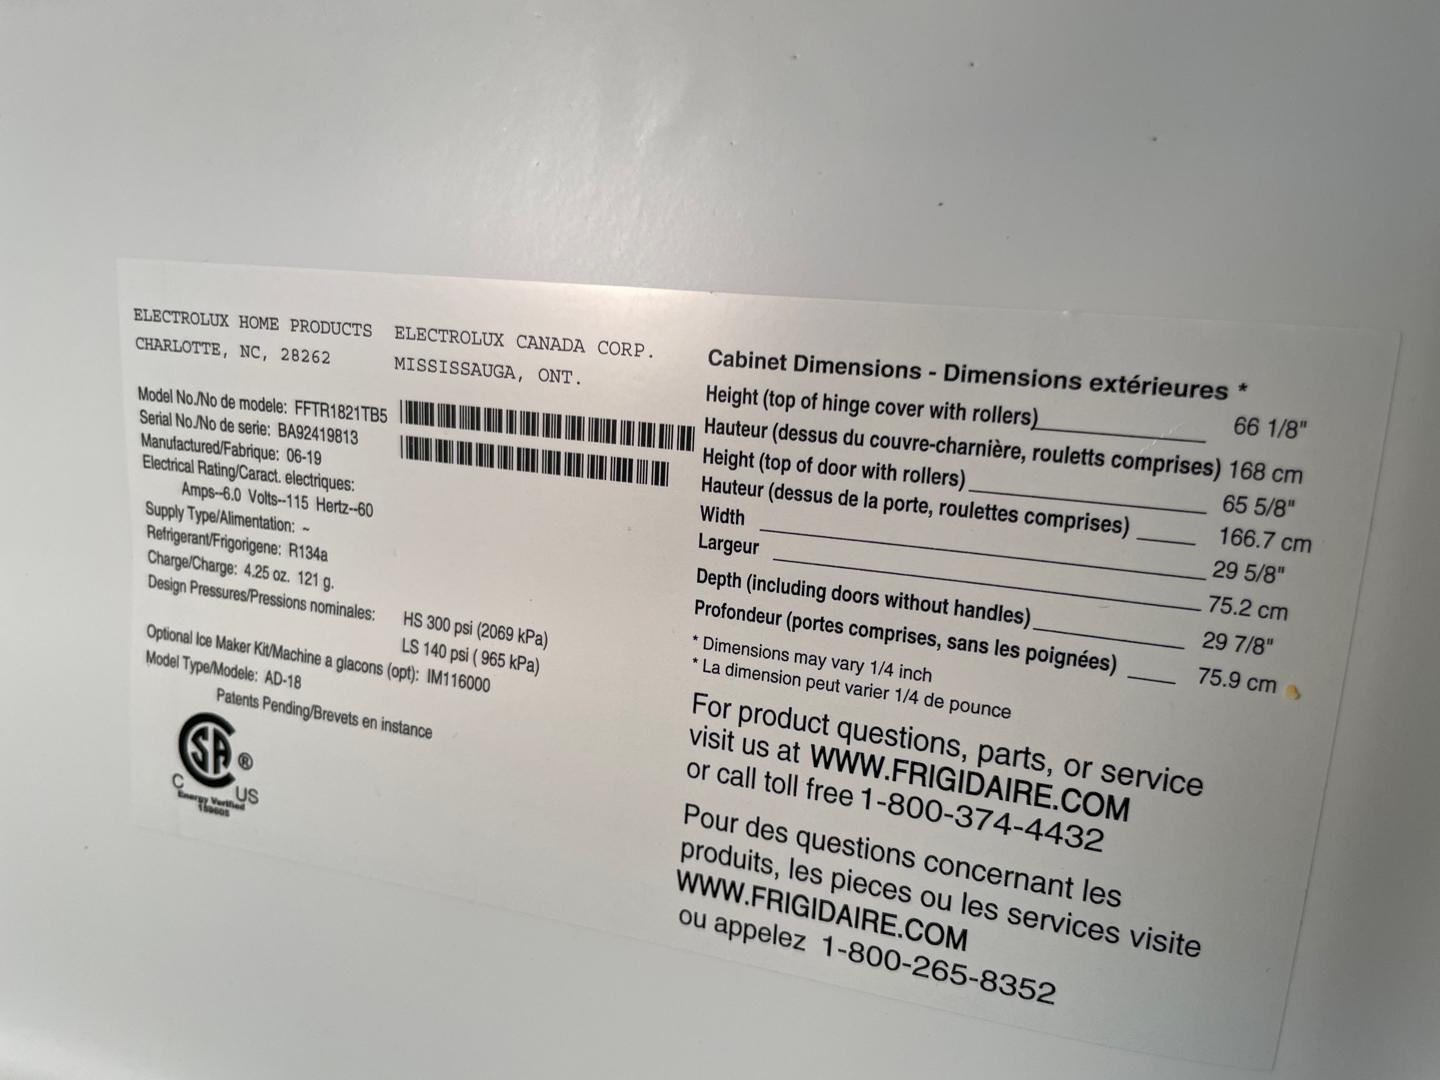 ELECTROLUX HOME PRODUCTS
CHARLOTTE, NC, 28262
ELECTROLUX CANADA CORP.
MISSISSAUGA, ONT.
Model No./No de modele: FFTR1821TB5
Serial No./No de serie: BA92419813
Manufactured/Fabrique: 06-19
Electrical Rating/Caract. electriques:
Amps--6.0 Volts--115 Hertz--60
Supply Type/Alimentation: ~
Refrigerant/Frigorigene: R134a
Charge/Charge: 4.25 oz. 121 g.
Design Pressures/Pressions nominales: HS 300 psi (2069 kPa)
LS 140 psi ( 965 kPa)
Optional Ice Maker Kit/Machine a glacons (opt): IM116000
Model Type/Modele: AD-18
Patents Pending/Brevets en instance
SA ®
C US
Energy Verified
Cabinet Dimensions - Dimensions extérieures *
Height (top of hinge cover with rollers) 66 1/8"
Hauteur (dessus du couvre-charnière, rouletts comprises) 168 cm
Height (top of door with rollers) 65 5/8"
Hauteur (dessus de la porte, roulettes comprises) 166.7 cm
Width 29 5/8"
Largeur 75.2 cm
Depth (including doors without handles) 29 7/8"
Profondeur (portes comprises, sans les poignées) 75.9 cm
* Dimensions may vary 1/4 inch
* La dimension peut varier 1/4 de pounce
For product questions, parts, or service
visit us at WWW.FRIGIDAIRE.COM
or call toll free 1-800-374-4432
Pour des questions concernant les
produits, les pieces ou les services visite
WWW.FRIGIDAIRE.COM
ou appelez 1-800-265-8352